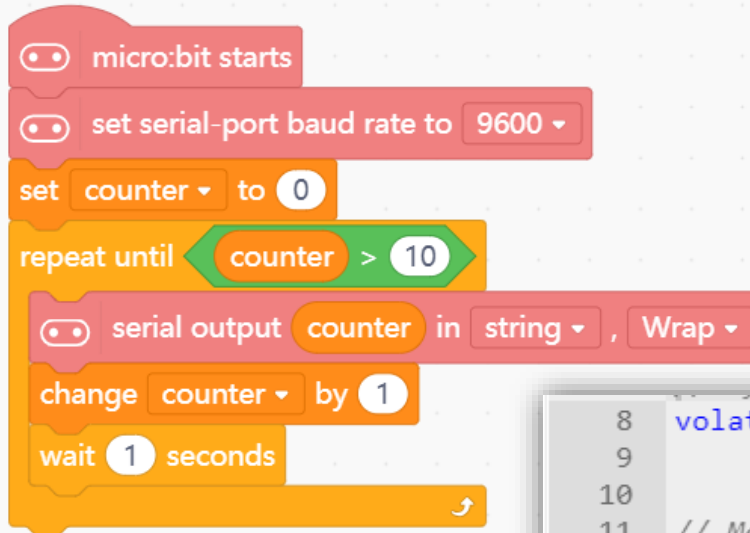 micro:bit starts
set serial-port baud rate to 9600
set counter to 0
repeat until counter > 10
serial output counter in string , Wrap
change counter by 1
wait 1 seconds
8 volat
9
10
11 // M